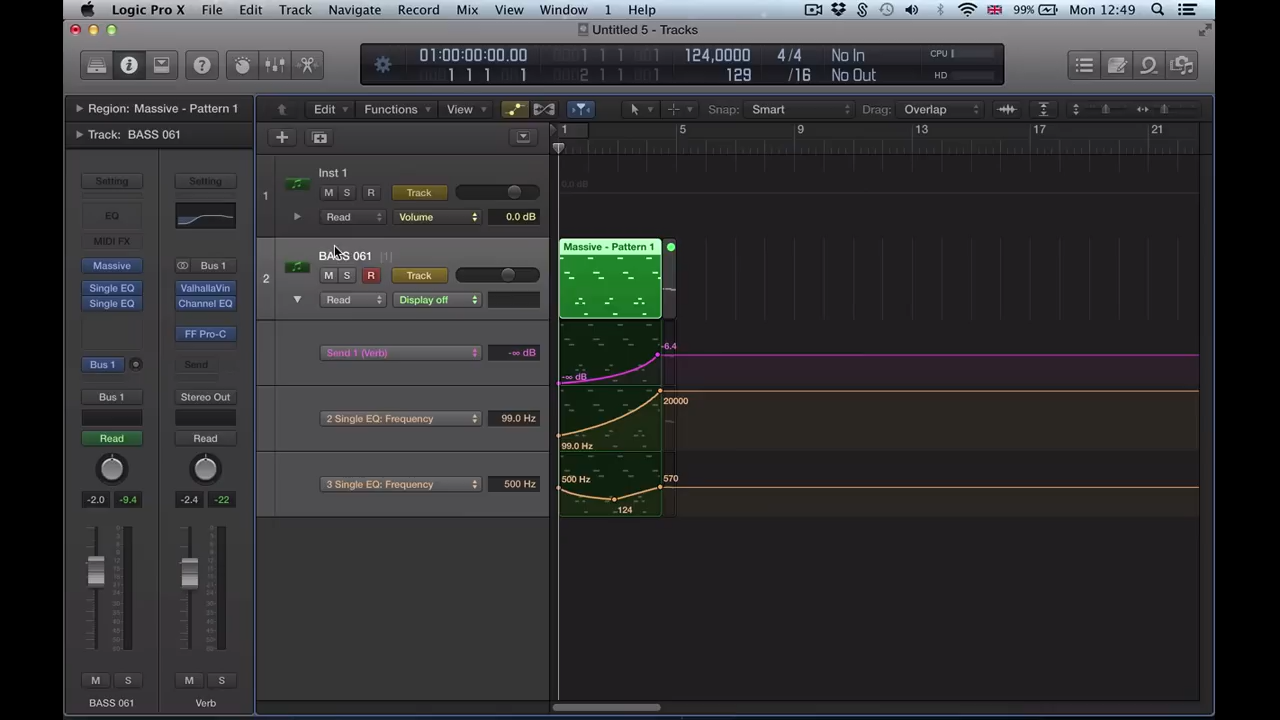 Logic Pro X File Edit Track Navigate Record Mix View Window 1 Help 99% Mon 12:49
Untitled 5 - Tracks
01:00:00:00.00 124,0000 4/4 No In CPU
1 1 1 1 129 /16 No Out HD
Region: Massive - Pattern 1 Edit Functions View Snap: Smart Drag: Overlap
Track: BASS 061 1 5 9 13 17 21
Setting Setting
1 Inst 1 M S R Track
Read Volume 0.0 dB
0.0 dB
EQ
MIDI FX
Massive Bus 1
Single EQ ValhallaVin
Single EQ Channel EQ
FF Pro-C
Bus 1 Send
Bus 1 Stereo Out
Read Read
-2.0 -9.4 -2.4 -22
M S M S
BASS 061 Verb
2 BASS 061 [1] Massive - Pattern 1
M S R Track
Read Display off
Send 1 (Verb) -∞ dB -∞ dB -6.4
2 Single EQ: Frequency 99.0 Hz 99.0 Hz 20000
3 Single EQ: Frequency 500 Hz 500 Hz 124 570